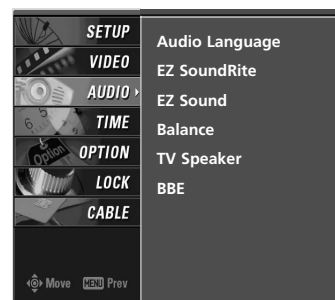 SETUP
VIDEO
AUDIO
TIME
OPTION
LOCK
CABLE
Move MENU Prev
Audio Language
EZ SoundRite
EZ Sound
Balance
TV Speaker
BBE